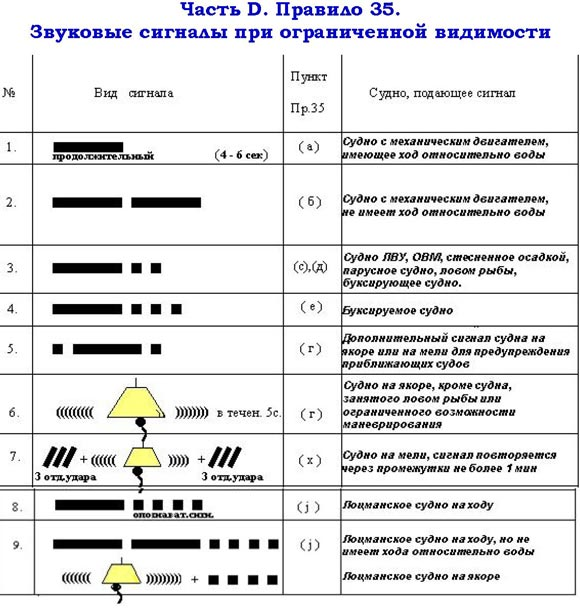 Часть D. Правило 35.
Звуковые сигналы при ограниченной видимости
№
Вид сигнала
Пункт
Пр.35
Судно, подающее сигнал
1.
продолжительный
(4 - 6 сек)
( а )
Судно с механическим двигателем,
имеющее ход относительно воды
2.
( б )
Судно с механическим двигателем,
не имеет ход относительно воды
3.
(с),(д)
Судно ЛВУ, ОВМ, стесненное осадкой,
парусное судно, ловом рыбы,
буксирующее судно.
4.
( е )
Буксируемое судно
5.
( г )
Дополнительный сигнал судна на
якоре или на мели для предупреждения
приближающих судов
6.
в течен. 5с.
( г )
Судно на якоре, кроме судна,
занятого ловом рыбы или
ограниченного возможности
маневрирования
7.
+
+
3 отд.удара
3 отд.удара
( х )
Судно на мели, сигнал повторяется
через промежутки не более 1 мин
8.
опознават.сигн.
( j )
Лоцманское судно на ходу
9.
( j )
Лоцманское судно на ходу, но не
имеет хода относительно воды
+
Лоцманское судно на якоре